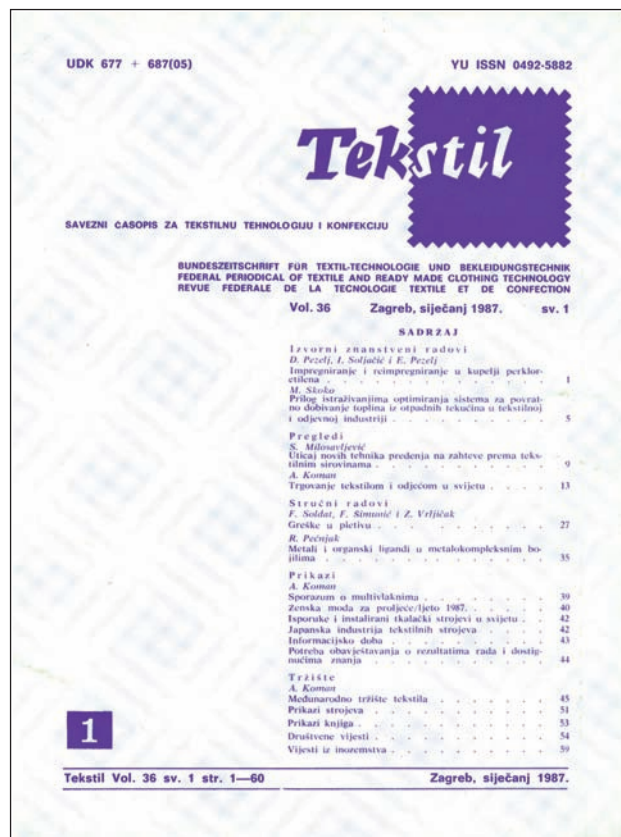 UDK 677 + 687(05) YU ISSN 0492-5882
Tekstil
SAVEZNI ČASOPIS ZA TEKSTILNU TEHNOLOGIJU I KONFEKCIJU
BUNDESZEITSCHRIFT FÜR TEXTIL-TECHNOLOGIE UND BEKLEIDUNGSTECHNIK
FEDERAL PERIODICAL OF TEXTILE AND READY MADE CLOTHING TECHNOLOGY
REVUE FEDERALE DE LA TECNOLOGIE TEXTILE ET DE CONFECTION
Vol. 36 Zagreb, siječanj 1987. sv. 1
SADRŽAJ
Izvorni znanstveni radovi
D. Pezelj, I. Soljačić i E. Pezelj
Impregniranje i reimpregniranje u kupelji perklor-
etilena . . . . . . . . . . . . 1
M. Skoko
Prilog istraživanjima optimiranja sistema za povrat-
no dobivanje toplina iz otpadnih tekućina u tekstilnoj
i odjevnoj industriji . . . . . . . . . 5
Pregledi
S. Milosavljević
Uticaj novih tehnika predenja na zahteve prema teks-
tilnim sirovinama . . . . . . . . . . 9
A. Koman
Trgovanje tekstilom i odjećom u svijetu . . . . 13
Stručni radovi
F. Soldat, F. Simunić i Z. Vrljičak
Greške u pletivu . . . . . . . . . . 27
R. Pečnjak
Metali i organski ligandi u metalokompleksnim bo-
jilima . . . . . . . . . . . . 35
Prikazi
A. Koman
Sporazum o multivlaknima . . . . . . . 39
Ženska moda za proljeće/ljeto 1987. . . . . . 40
Isporuke i instalirani tkalački strojevi u svijetu . . 42
Japanska industrija tekstilnih strojeva . . . . 42
Informacijsko doba . . . . . . . . . 43
Potreba obavještavanja o rezultatima rada i dostig-
nućima znanja . . . . . . . . . . 44
Tržište
A. Koman
Međunarodno tržište tekstila . . . . . . . 45
Prikazi strojeva . . . . . . . . . . 51
Prikazi knjiga . . . . . . . . . . 53
Društvene vijesti . . . . . . . . . . 54
Vijesti iz inozemstva . . . . . . . . . 59
1
Tekstil Vol. 36 sv. 1 str. 1—60 Zagreb, siječanj 1987.